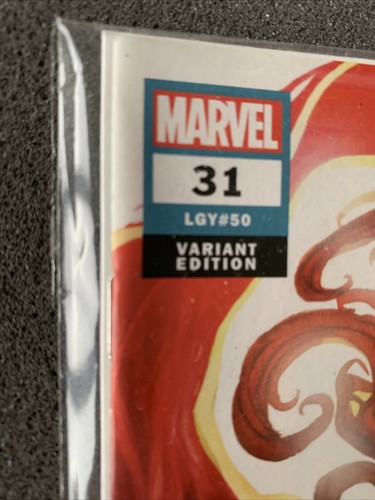 MARVEL
31
LGY#50
VARIANT
EDITION